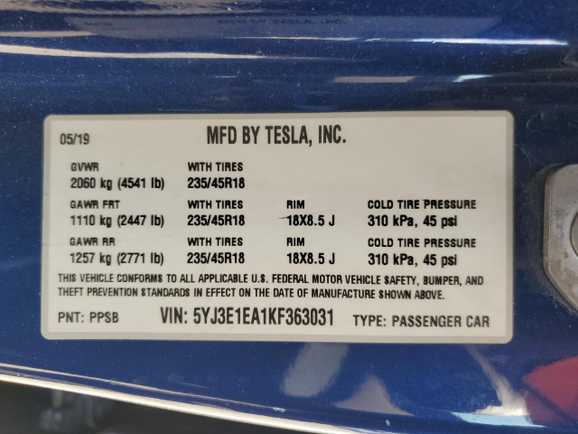 05/19 MFD BY TESLA, INC.
GVWR WITH TIRES
2060 kg (4541 lb) 235/45R18
GAWR FRT WITH TIRES RIM COLD TIRE PRESSURE
1110 kg (2447 lb) 235/45R18 18X8.5 J 310 kPa, 45 psi
GAWR RR WITH TIRES RIM COLD TIRE PRESSURE
1257 kg (2771 lb) 235/45R18 18X8.5 J 310 kPa, 45 psi
THIS VEHICLE CONFORMS TO ALL APPLICABLE U.S. FEDERAL MOTOR VEHICLE SAFETY, BUMPER, AND
THEFT PREVENTION STANDARDS IN EFFECT ON THE DATE OF MANUFACTURE SHOWN ABOVE.
PNT: PPSB VIN: 5YJ3E1EA1KF363031 TYPE: PASSENGER CAR